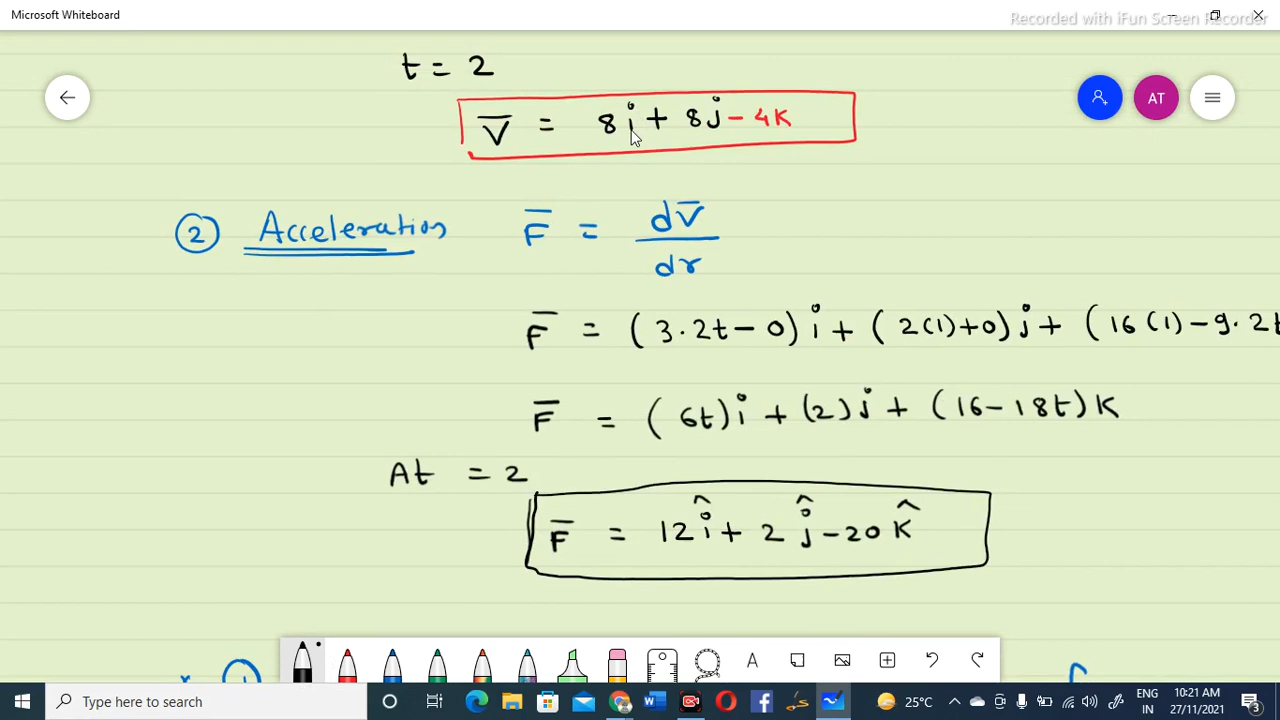 Microsoft Whiteboard
Recorded with iFun Screen Recorder
t = 2
V̅ = 8i + 8j - 4K
AT
② Acceleration F̅ = dV̅/dr
F̅ = (3·2t - 0)i + (2(1)+0)j + (16(1) - 9·2t
F̅ = (6t)i + (2)j + (16 - 18t)K
At = 2
F̅ = 12î + 2ĵ - 20K̂
A
Type here to search
W
25°C
ENG
IN
10:21 AM
27/11/2021
3